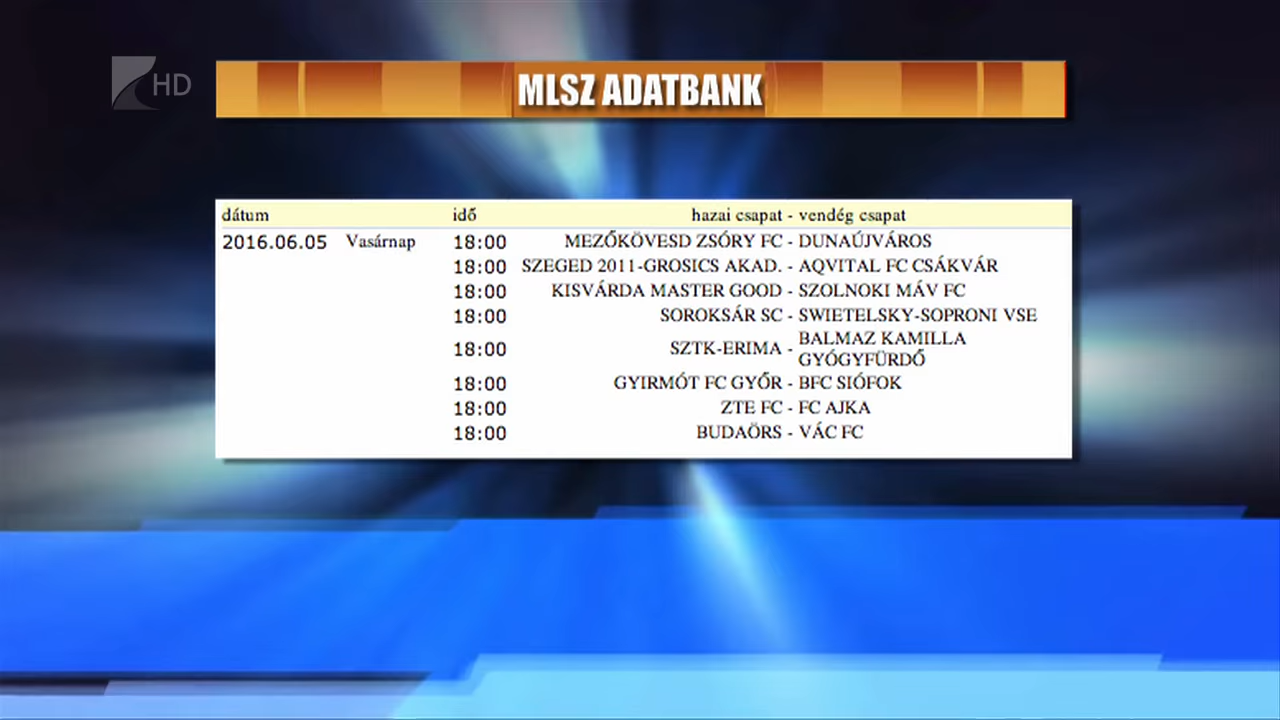 HD
MLSZ ADATBANK
dátum idő hazai csapat - vendég csapat
2016.06.05 Vasárnap 18:00 MEZŐKÖVESD ZSÓRY FC - DUNAÚJVÁROS
18:00 SZEGED 2011-GROSICS AKAD. - AQVITAL FC CSÁKVÁR
18:00 KISVÁRDA MASTER GOOD - SZOLNOKI MÁV FC
18:00 SOROKSÁR SC - SWIETELSKY-SOPRONI VSE
18:00 SZTK-ERIMA - BALMAZ KAMILLA
GYÓGYFÜRDŐ
18:00 GYIRMÓT FC GYŐR - BFC SIÓFOK
18:00 ZTE FC - FC AJKA
18:00 BUDAÖRS - VÁC FC